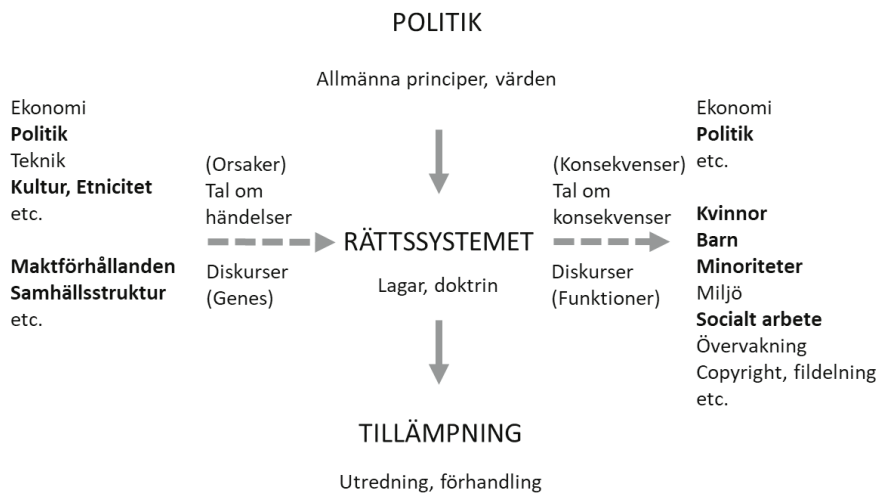 POLITIK
Allmänna principer, värden
Ekonomi
Politik
Teknik
Kultur, Etnicitet
etc.
Maktförhållanden
Samhällsstruktur
etc.
(Orsaker)
Tal om
händelser
Diskurser
(Genes)
RÄTTSSYSTEMET
Lagar, doktrin
(Konsekvenser)
Tal om
konsekvenser
Diskurser
(Funktioner)
Ekonomi
Politik
etc.
Kvinnor
Barn
Minoriteter
Miljö
Socialt arbete
Övervakning
Copyright, fildelning
etc.
TILLÄMPNING
Utredning, förhandling